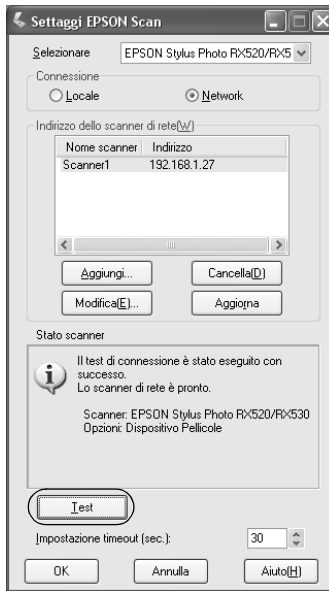 Settaggi EPSON Scan
Selezionare EPSON Stylus Photo RX520/RX5
Connessione
Locale Network
Indirizzo dello scanner di rete(W)
Nome scanner Indirizzo
Scanner1 192.168.1.27
Aggiungi... Cancella(D)
Modifica(E)... Aggiorna
Stato scanner
Il test di connessione è stato eseguito con
successo.
Lo scanner di rete è pronto.
Scanner: EPSON Stylus Photo RX520/RX530
Opzioni: Dispositivo Pellicole
Test
Impostazione timeout (sec.): 30
OK Annulla Aiuto(H)